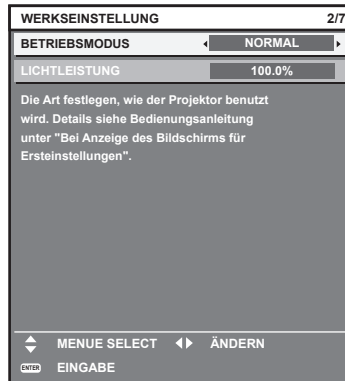 WERKSEINSTELLUNG 2/7
BETRIEBSMODUS NORMAL
LICHTLEISTUNG 100.0%
Die Art festlegen, wie der Projektor benutzt
wird. Details siehe Bedienungsanleitung
unter "Bei Anzeige des Bildschirms für
Ersteinstellungen".
MENUE SELECT ÄNDERN
ENTER EINGABE